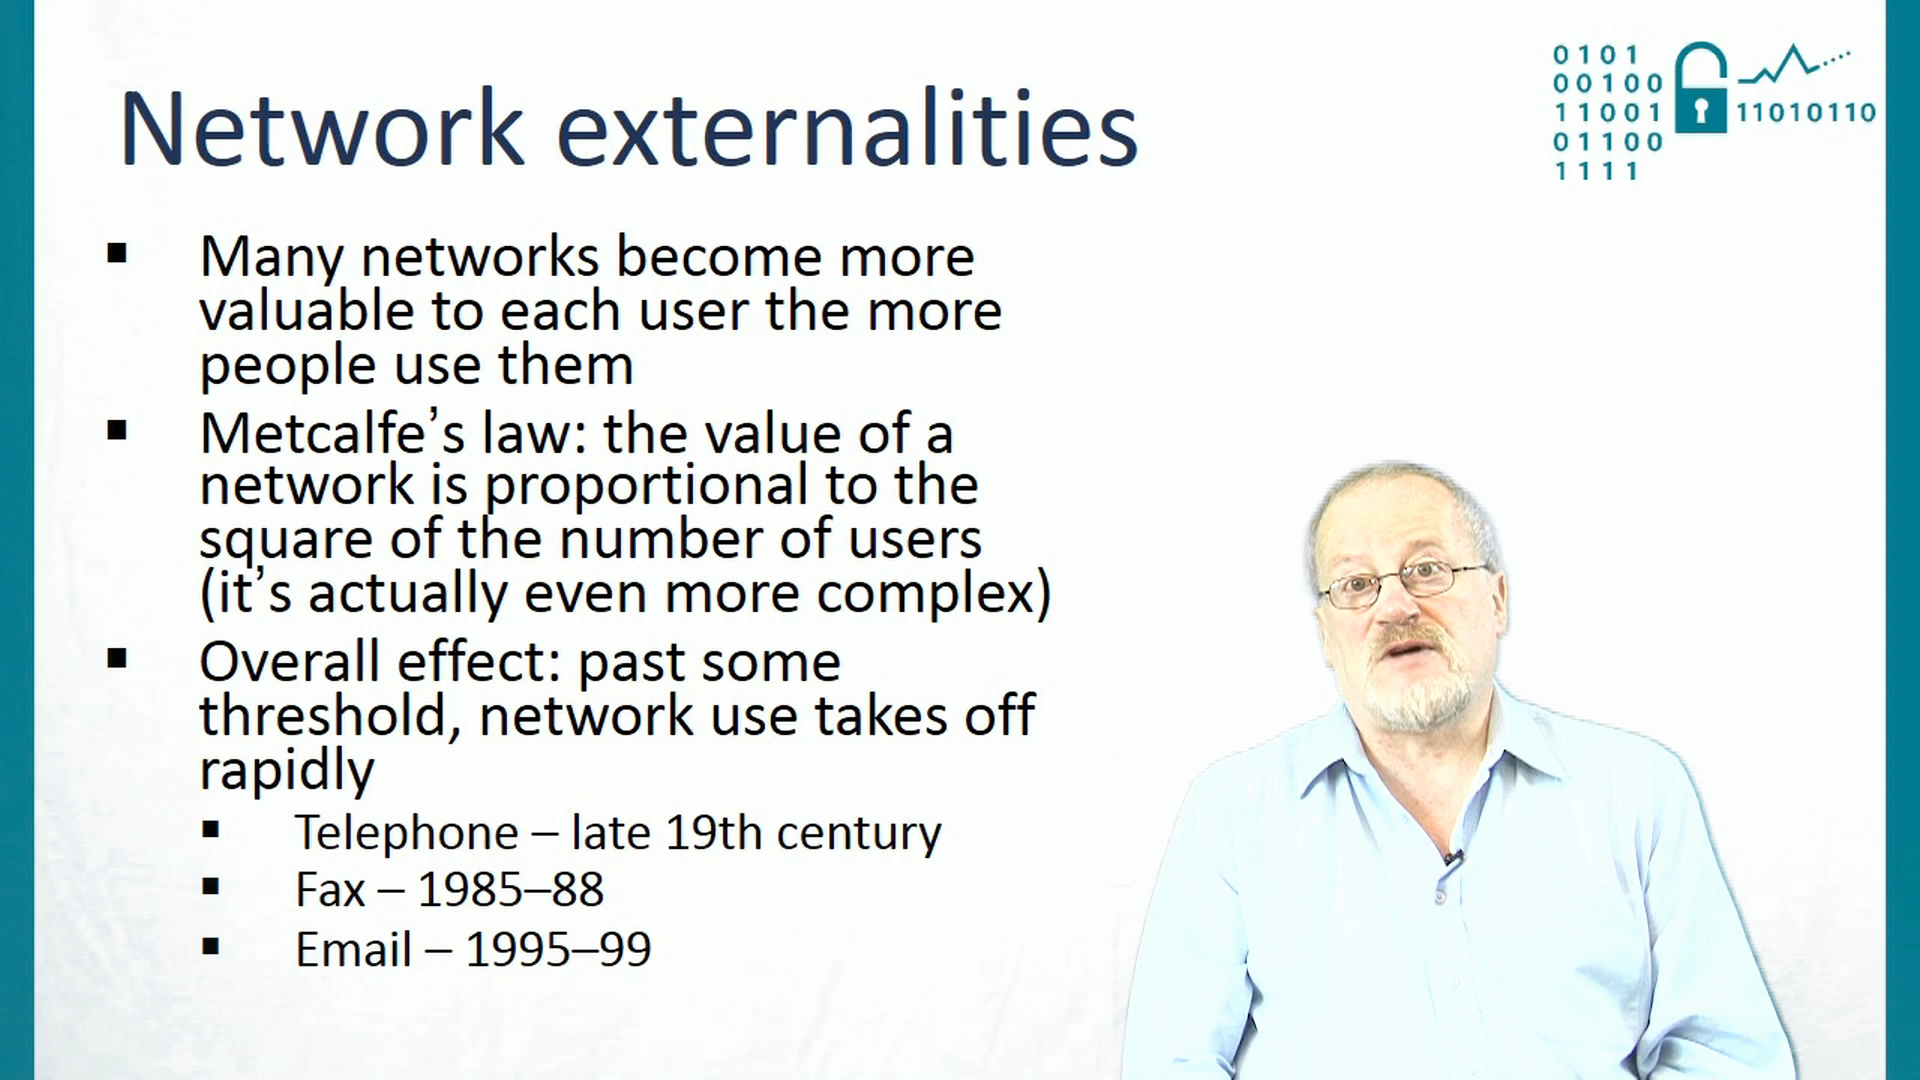 Network externalities
0101
00100
11001
01100
1111
11010110
▪ Many networks become more
valuable to each user the more
people use them
▪ Metcalfe’s law: the value of a
network is proportional to the
square of the number of users
(it’s actually even more complex)
▪ Overall effect: past some
threshold, network use takes off
rapidly
▪ Telephone – late 19th century
▪ Fax – 1985–88
▪ Email – 1995–99